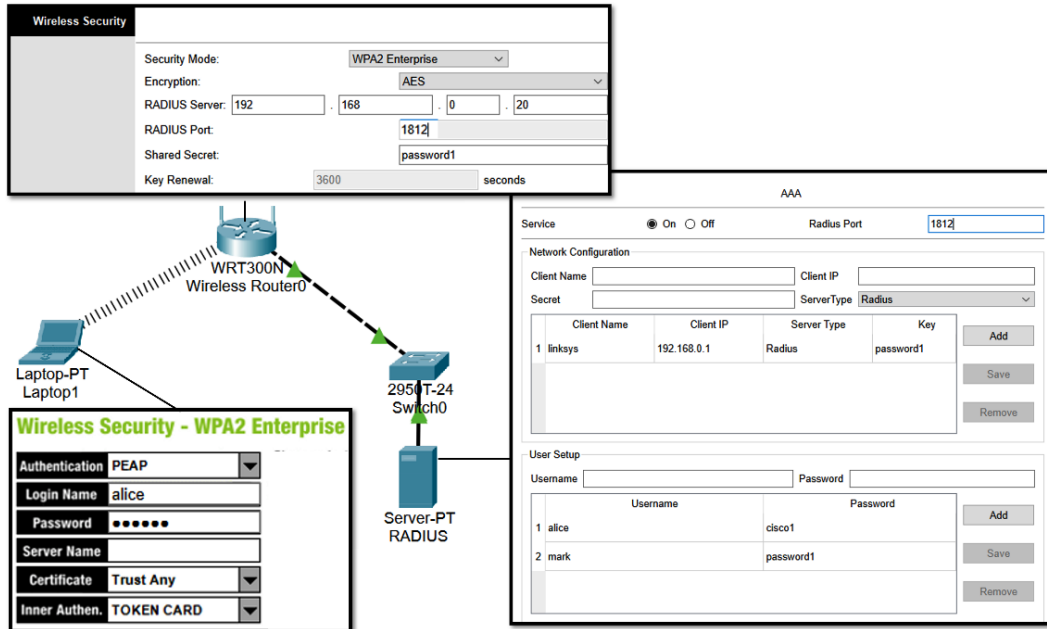 Wireless Security
Security Mode: WPA2 Enterprise
Encryption: AES
RADIUS Server: 192 . 168 . 0 . 20
RADIUS Port: 1812
Shared Secret: password1
Key Renewal: 3600 seconds
WRT300N
Wireless Router0
Laptop-PT
Laptop1
2950T-24
Switch0
Server-PT
RADIUS
Wireless Security - WPA2 Enterprise
Authentication PEAP
Login Name alice
Password ••••••
Server Name
Certificate Trust Any
Inner Authen. TOKEN CARD
AAA
Service On Off Radius Port 1812
Network Configuration
Client Name Client IP
Secret ServerType Radius
Client Name Client IP Server Type Key
1 linksys 192.168.0.1 Radius password1
Add
Save
Remove
User Setup
Username Password
Username Password
1 alice cisco1
2 mark password1
Add
Save
Remove